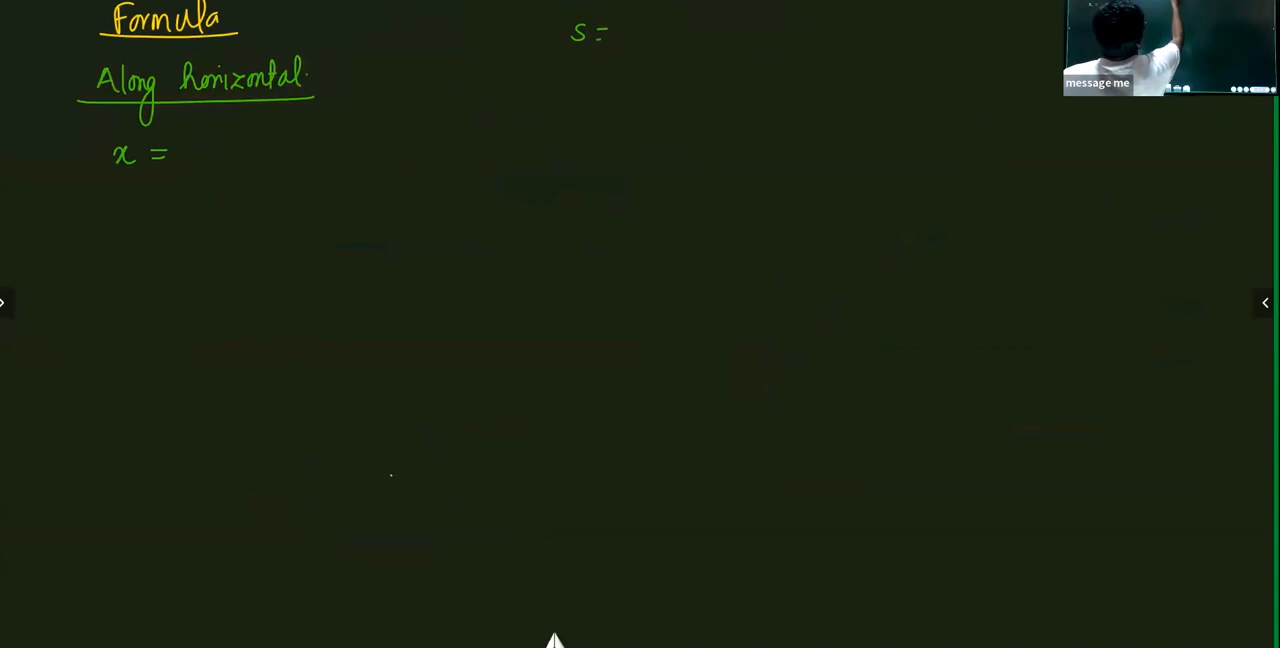 Formula
s =
Along horizontal.
x =
message me